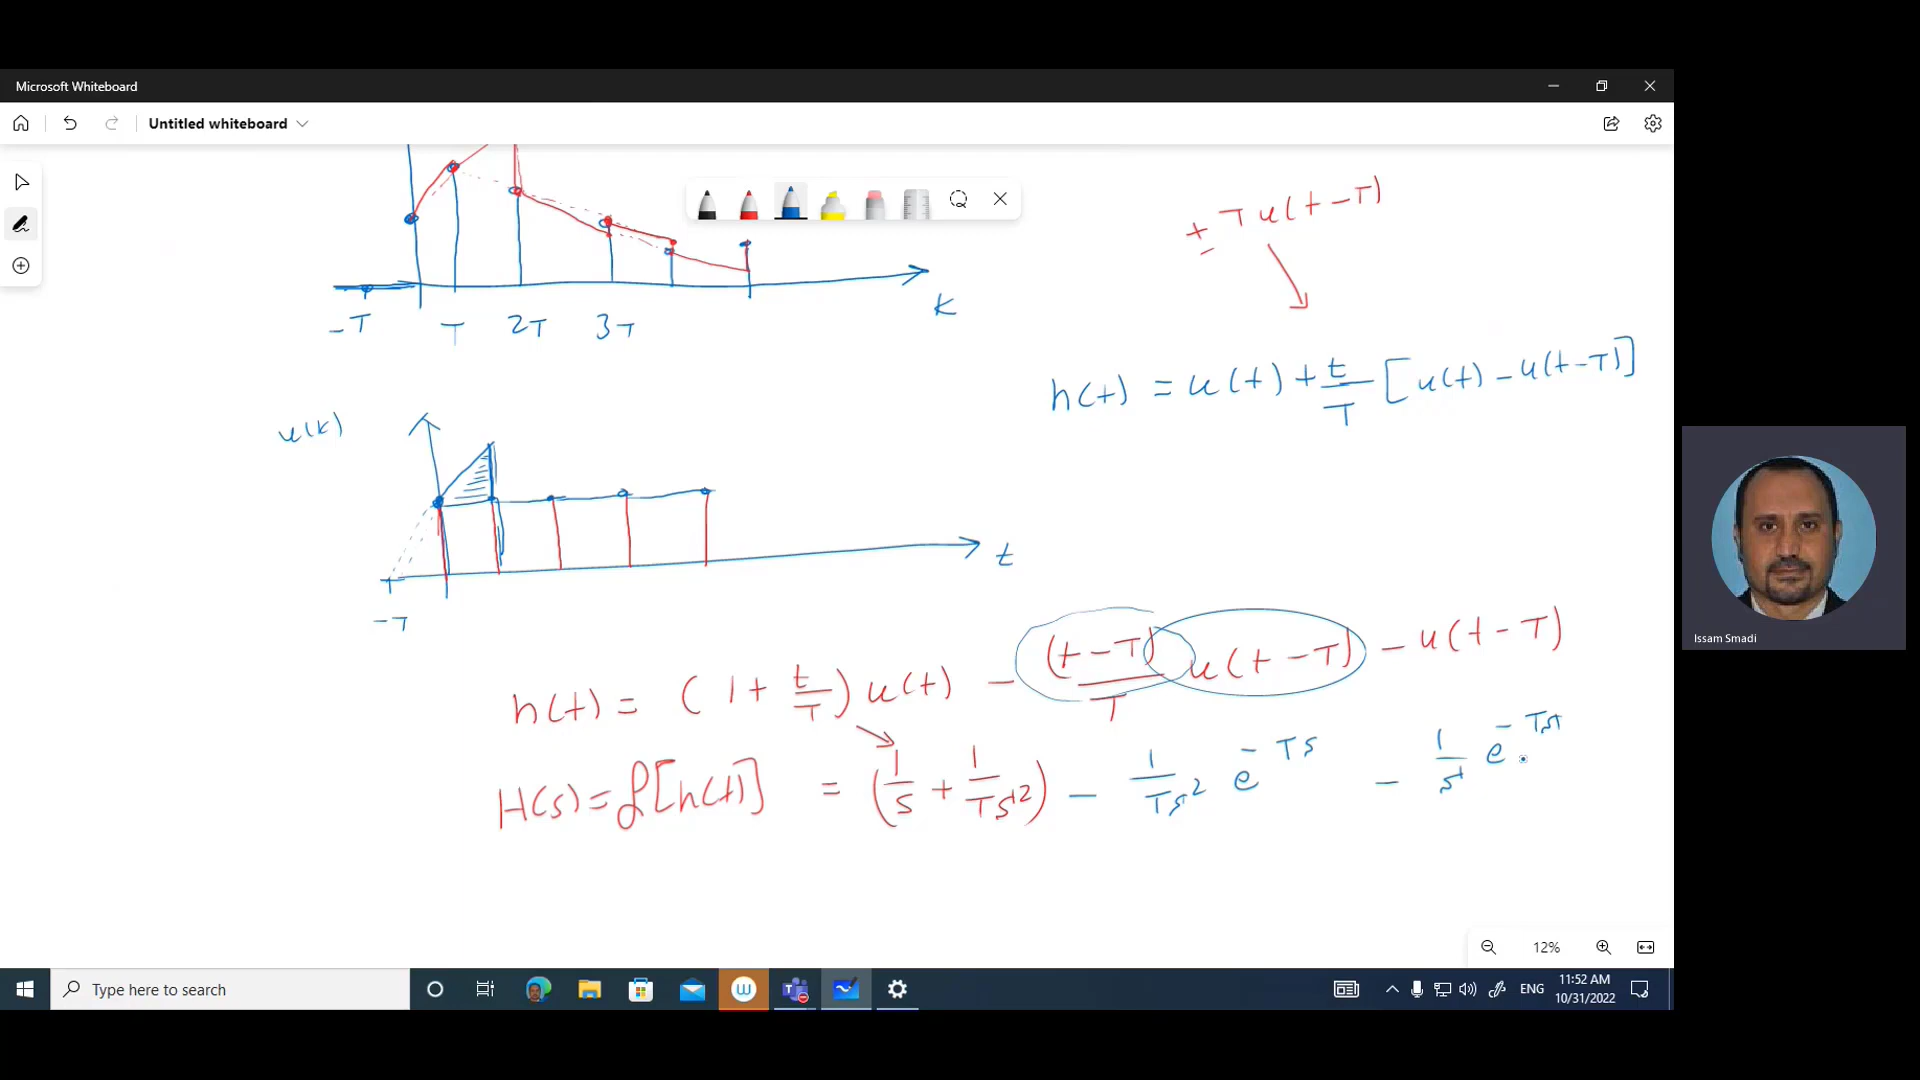 Microsoft Whiteboard
Untitled whiteboard
-T T 2T 3T
K
± T u(t-T)
h(t) = u(t) + t/T [u(t) - u(t-T)]
u(k)
t
-T
h(t) = (1 + t/T) u(t) - (t-T)/T u(t-T) - u(t-T)
H(s) = ℒ[h(t)] = (1/s + 1/Ts²) - 1/Ts² e^-Ts - 1/s e^-Ts
Issam Smadi
12%
Type here to search
W
ENG
11:52 AM
10/31/2022